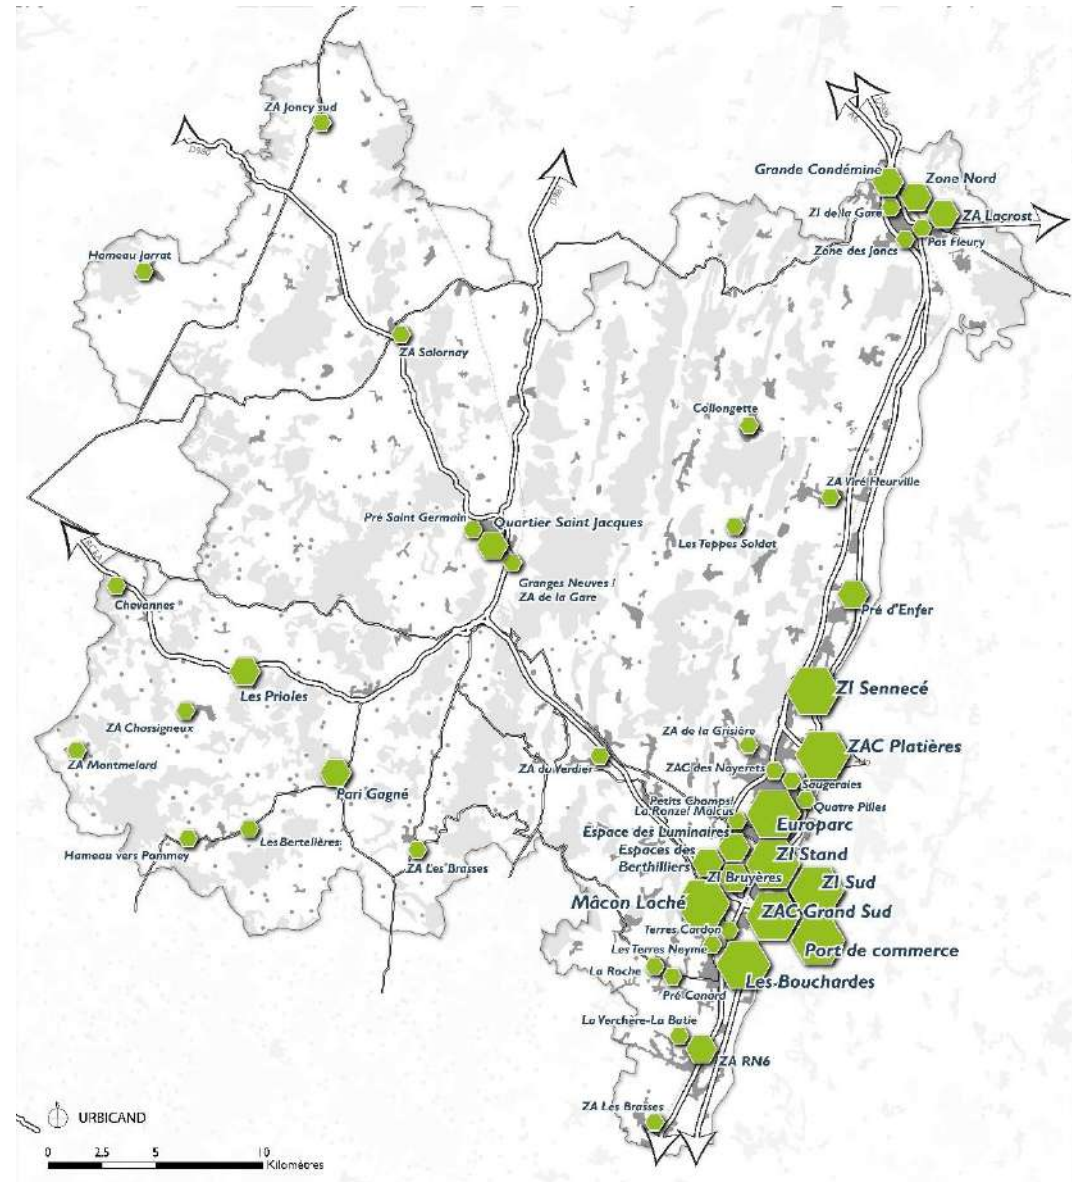 ZA Joncy sud
D980
Grande Condémine
Zone Nord
ZI de la Gare
ZA Lacrost
Pas Fleury
Zone des Joncs
Hameau Jarrat
ZA Salornay
Collongette
ZA Viré Fleurville
Pré Saint Germain
Quartier Saint Jacques
Les Teppes Soldat
Granges Neuves /
ZA de la Gare
Chevannes
Pré d'Enfer
Les Prioles
ZI Sennecé
ZA Chassigneux
ZA de la Grisière
ZAC Platières
ZA Montmelard
ZA du Verdier
ZAC des Noyerets
Saugeraies
Pari Gagné
Petits Champs/
La Ronze/ Malcus
Quatre Pilles
Europarc
Espace des Luminaires
Les Bertellères
Hameau vers Pommey
Espaces des
Berthilliers
ZI Stand
ZA Les Brasses
ZI Bruyères
ZI Sud
Mâcon Loché
ZAC Grand Sud
Terres Cardon
Les Terres Neyme
Port de commerce
La Roche
Les Bouchardes
Pré Canard
La Verchère-La Batie
ZA RN6
ZA Les Brasses
URBICAND
0 2.5 5 10
Kilomètres